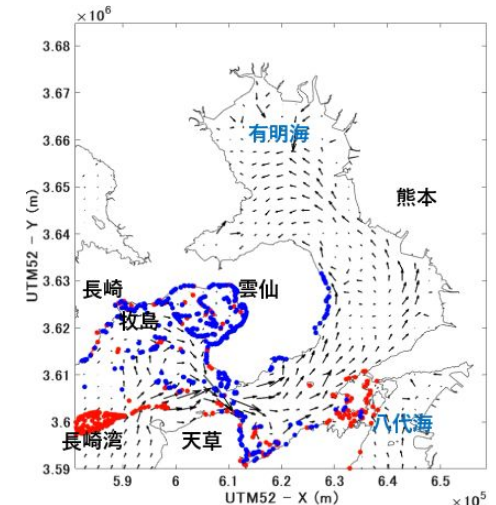 ×10⁶
3.68
3.67
3.66
3.65
3.64
3.63
3.62
3.61
3.6
3.59
UTM52 - Y (m)
有明海
熊本
長崎
雲仙
牧島
八代海
長崎湾
天草
5.9
6
6.1
6.2
6.3
6.4
6.5
UTM52 - X (m)
×10⁵